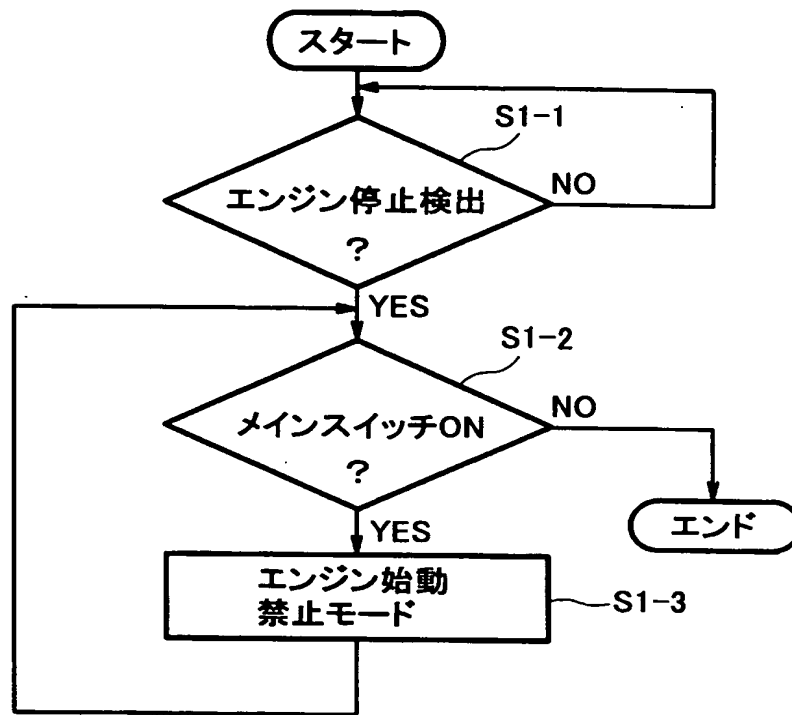 スタート
S1-1
エンジン停止検出
?
NO
YES
S1-2
メインスイッチON
?
NO
エンド
YES
エンジン始動
禁止モード
S1-3